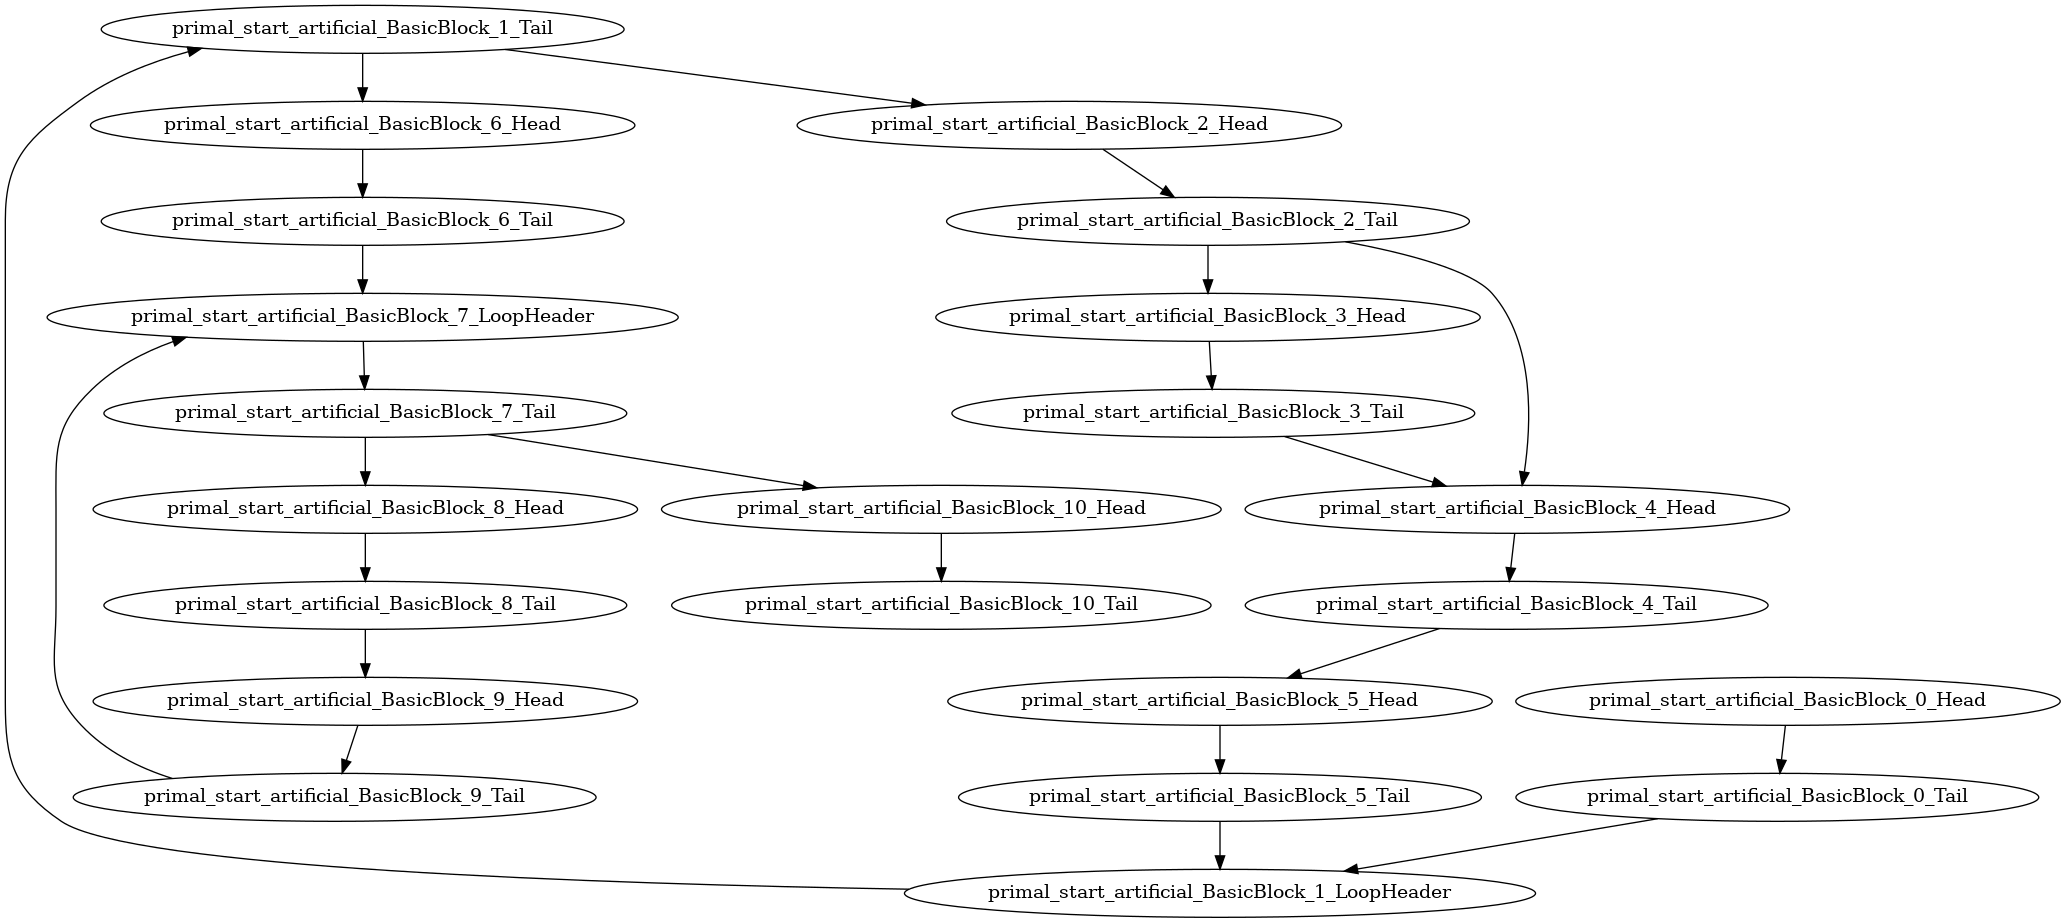 primal_start_artificial_BasicBlock_1_Tail
primal_start_artificial_BasicBlock_6_Head
primal_start_artificial_BasicBlock_2_Head
primal_start_artificial_BasicBlock_6_Tail
primal_start_artificial_BasicBlock_2_Tail
primal_start_artificial_BasicBlock_7_LoopHeader
primal_start_artificial_BasicBlock_3_Head
primal_start_artificial_BasicBlock_7_Tail
primal_start_artificial_BasicBlock_3_Tail
primal_start_artificial_BasicBlock_8_Head
primal_start_artificial_BasicBlock_10_Head
primal_start_artificial_BasicBlock_4_Head
primal_start_artificial_BasicBlock_8_Tail
primal_start_artificial_BasicBlock_10_Tail
primal_start_artificial_BasicBlock_4_Tail
primal_start_artificial_BasicBlock_9_Head
primal_start_artificial_BasicBlock_5_Head
primal_start_artificial_BasicBlock_0_Head
primal_start_artificial_BasicBlock_9_Tail
primal_start_artificial_BasicBlock_5_Tail
primal_start_artificial_BasicBlock_0_Tail
primal_start_artificial_BasicBlock_1_LoopHeader